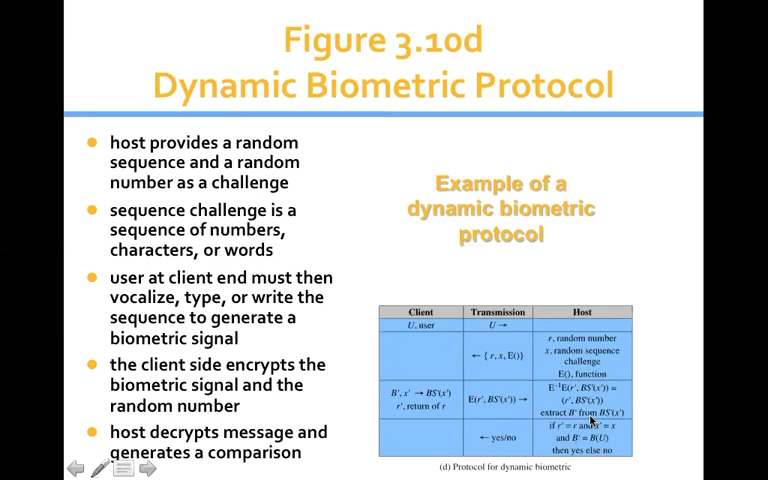 Figure 3.10d
Dynamic Biometric Protocol
host provides a random
sequence and a random
number as a challenge
sequence challenge is a
sequence of numbers,
characters, or words
user at client end must then
vocalize, type, or write the
sequence to generate a
biometric signal
the client side encrypts the
biometric signal and the
random number
host decrypts message and
generates a comparison
Example of a
dynamic biometric
protocol
Client Transmission Host
U, user U →
← { r, x, E()} r, random number
x, random sequence
challenge
E(), function
B', x' → BS'(x')
r', return of r
E(r', BS'(x')) →
E⁻¹E(r', BS'(x')) =
(r', BS'(x'))
extract B' from BS'(x')
← yes/no
if r' = r and x' = x
and B' = B(U)
then yes else no
(d) Protocol for dynamic biometric